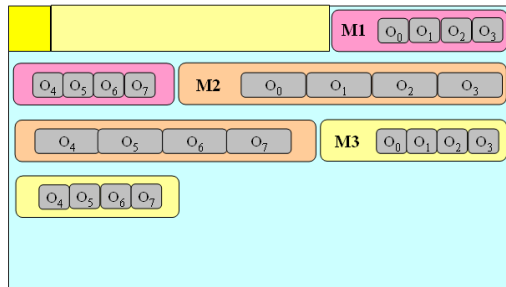 M1 O₀ O₁ O₂ O₃
O₄ O₅ O₆ O₇ M2 O₀ O₁ O₂ O₃
O₄ O₅ O₆ O₇ M3 O₀ O₁ O₂ O₃
O₄ O₅ O₆ O₇